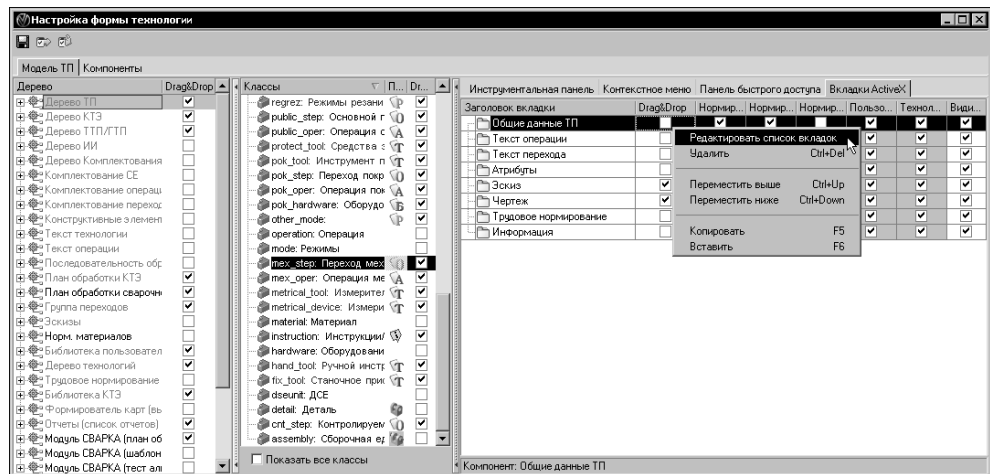 Настройка формы технологии
Модель ТП Компоненты
Дерево Drag&Drop
Дерево ТП
Дерево КТЭ
Дерево ТТП/ГТП
Дерево ИИ
Дерево Комплектования
Комплектование СЕ
Комплектование операци
Комплектование переход
Конструктивные элемен
Текст технологии
Текст операции
Последовательность обр
План обработки КТЭ
План обработки сварочн
Группа переходов
Эскизы
Норм. материалов
Библиотека пользовател
Дерево технологий
Трудовое нормирование
Библиотека КТЭ
Формирователь карт (вь
Отчеты (список отчетов)
Модуль СВАРКА (план об
Модуль СВАРКА (шаблон
Модуль СВАРКА (тест али
Классы П... Dr...
regrez: Режимы резани
public_step: Основной г
public_oper: Операция с
protect_tool: Средства з
pok_tool: Инструмент п
pok_step: Переход покр
pok_oper: Операция пок
pok_hardware: Оборудо
other_mode:
operation: Операция
mode: Режимы
mex_step: Переход мех
mex_oper: Операция ме
metrical_tool: Измерител
metrical_device: Измери
material: Материал
instruction: Инструкции/
hardware: Оборудовани
hand_tool: Ручной инстр
fix_tool: Станочное прис
dseunit: ДСЕ
detail: Деталь
cnt_step: Контролируем
assembly: Сборочная ед
Показать все классы
Инструментальная панель Контекстное меню Панель быстрого доступа Вкладки ActiveX
Заголовок вкладки Drag&Drop Нормир... Нормир... Нормир... Пользо... Технол... Види...
Общие данные ТП
Текст операции
Текст перехода
Атрибуты
Эскиз
Чертеж
Трудовое нормирование
Информация
Редактировать список вкладок
Удалить Ctrl+Del
Переместить выше Ctrl+Up
Переместить ниже Ctrl+Down
Копировать F5
Вставить F6
Компонент: Общие данные ТП